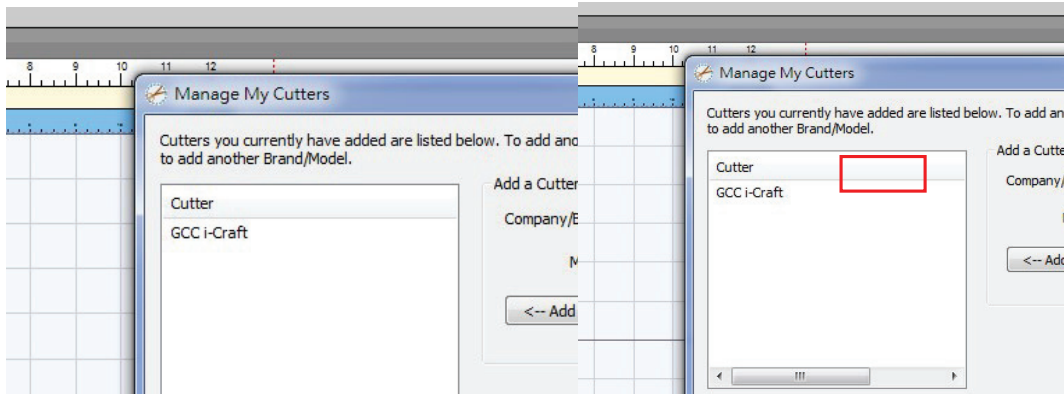 8 9 10 11 12
Manage My Cutters
Cutters you currently have added are listed below. To add
to add another Brand/Model.
Cutter
GCC i-Craft
Add a Cutter
Company/
<-- Add
8 9 10 11 12
Manage My Cutters
Cutters you currently have added are listed below. To add
to add another Brand/Model.
Cutter
GCC i-Craft
Add a
Company/
<-- Add